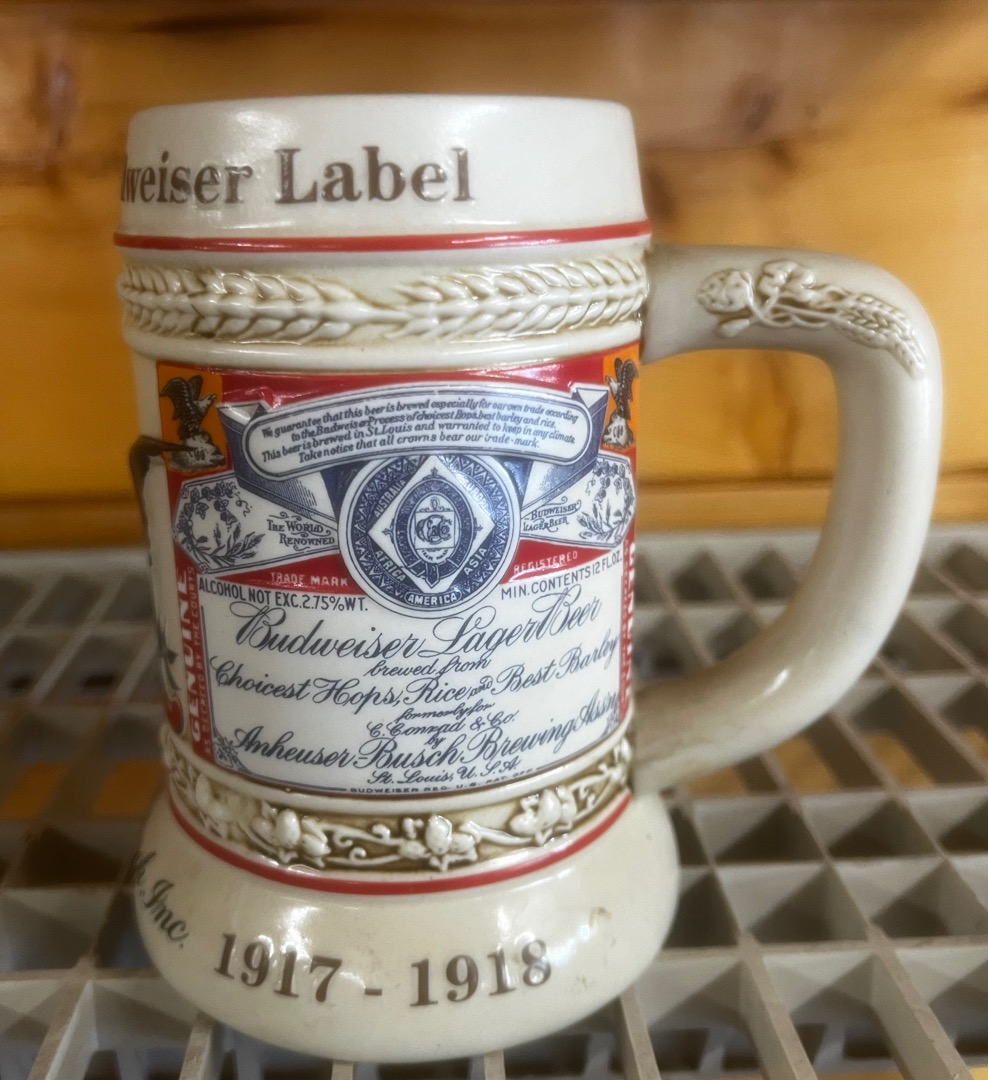 weiser Label
We guarantee that this beer is brewed especially for our own trade according
to the Budweiser Process of choicest Hops, best barley and rice.
This beer is brewed in St Louis and warranted to keep in any climate.
Take notice that all crowns bear our trade-mark.
THE WORLD
RENOWNED
BUDWEISER
LAGER BEER
AFRICA
ASIA
AMERICA
TRADE MARK
REGISTERED
ALCOHOL NOT EXC. 2.75% WT.
MIN. CONTENTS 12 FL. OZ.
GENUINE
Budweiser Lager Beer
brewed from
Choicest Hops, Rice and Best Barley
formerly for
C. Conrad & Co.
by
Anheuser-Busch Brewing Assn
St. Louis, U.S.A.
BUDWEISER REG. U.S. PAT. OFF.
Inc.
1917 - 1918